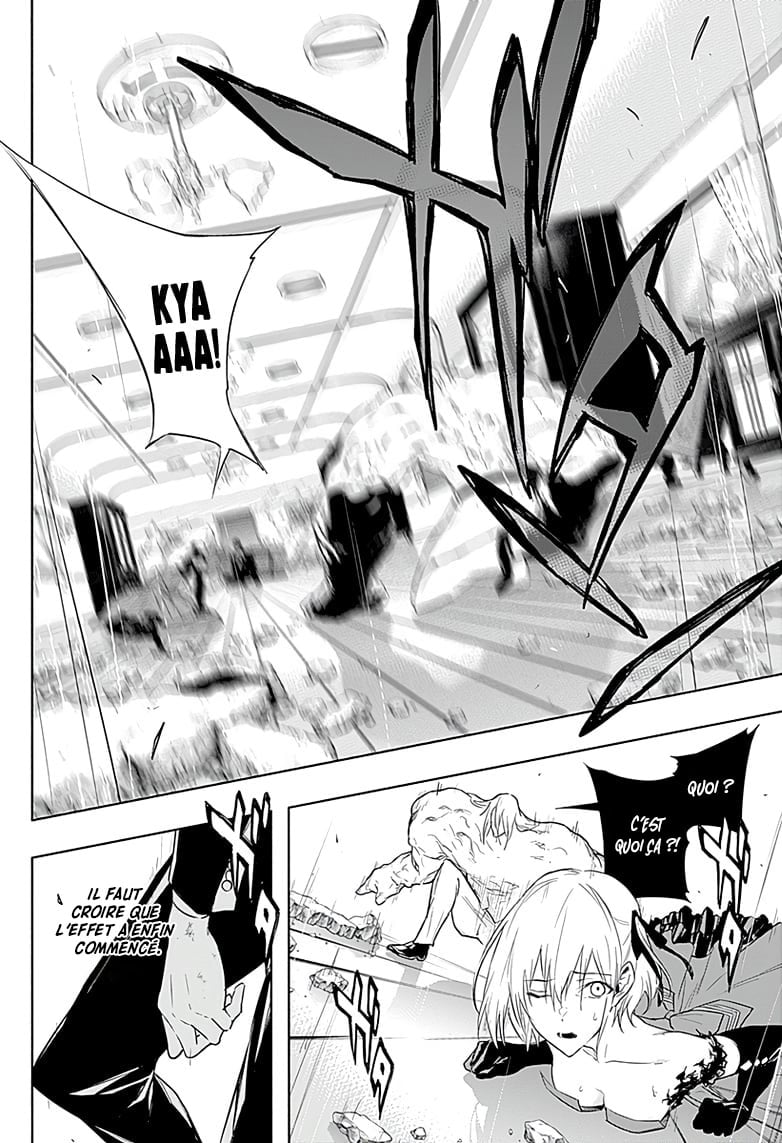 KYA
AAA!
QUOI ?
C'EST
QUOI ÇA ?!
IL FAUT
CROIRE QUE
L'EFFET A ENFIN
COMMENCÉ.